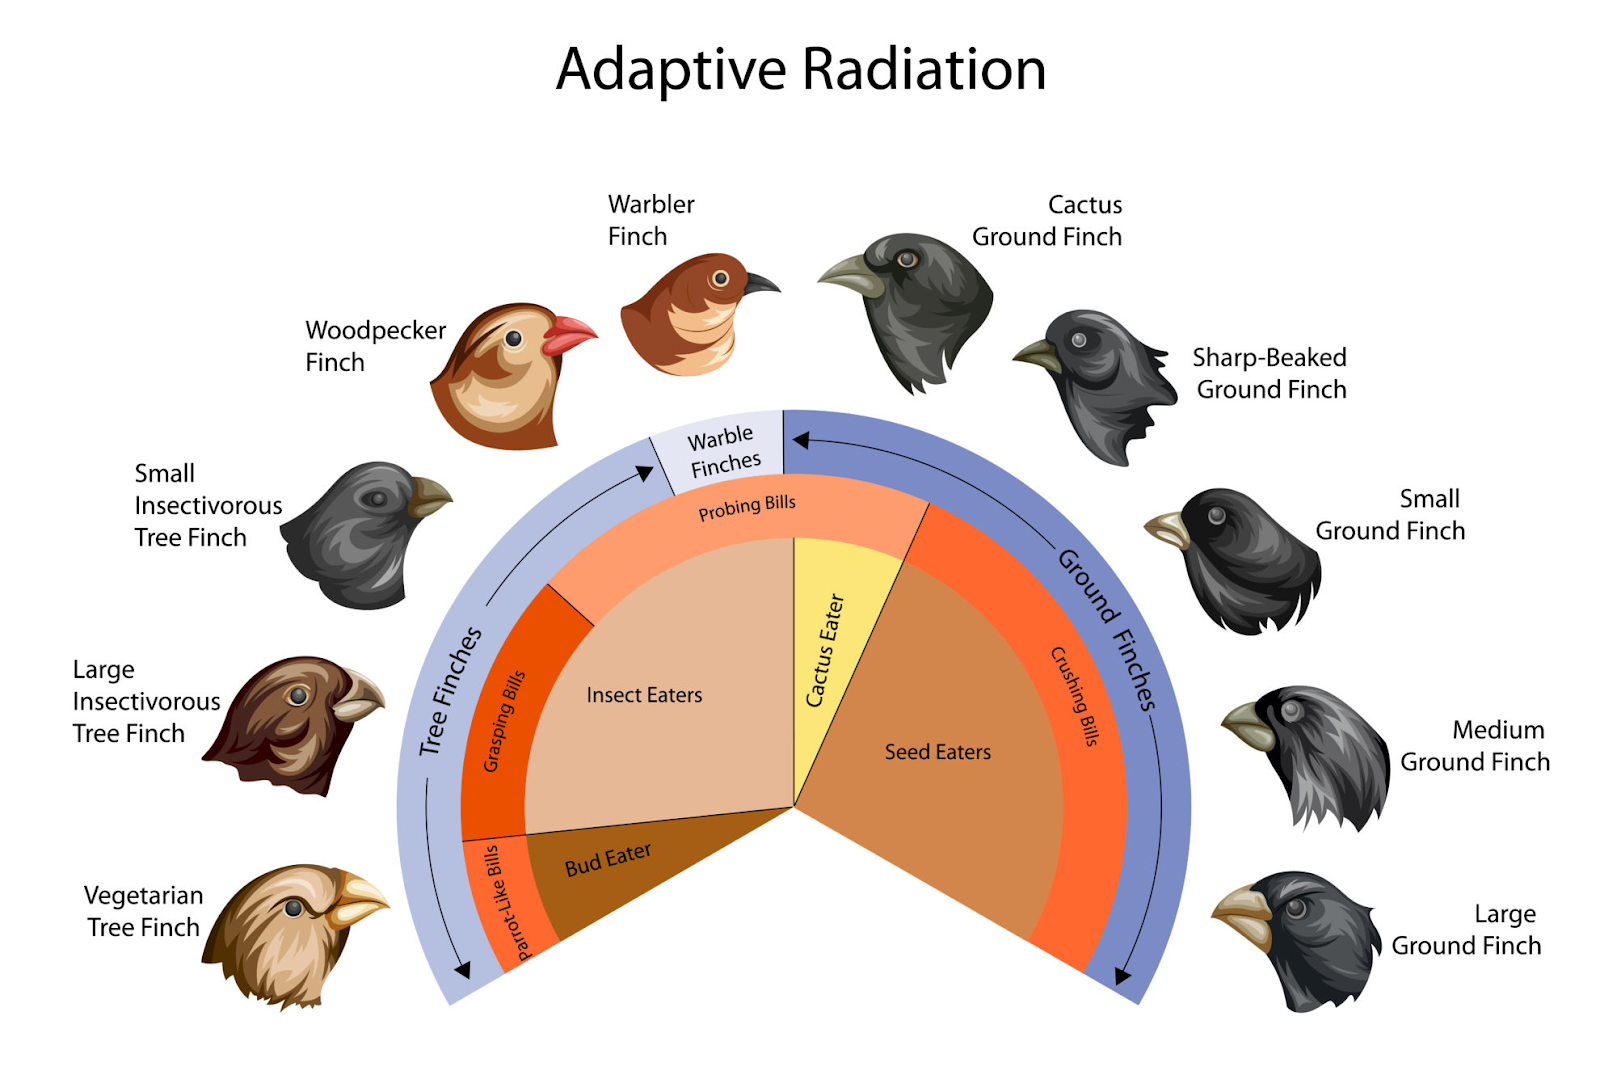 Adaptive Radiation
Warbler
Finch
Cactus
Ground Finch
Woodpecker
Finch
Sharp-Beaked
Ground Finch
Small
Insectivorous
Tree Finch
Small
Ground Finch
Large
Insectivorous
Tree Finch
Medium
Ground Finch
Vegetarian
Tree Finch
Large
Ground Finch
Tree Finches
Warble
Finches
Ground Finches
Parrot-Like Bills
Grasping Bills
Probing Bills
Crushing Bills
Bud Eater
Insect Eaters
Cactus Eater
Seed Eaters